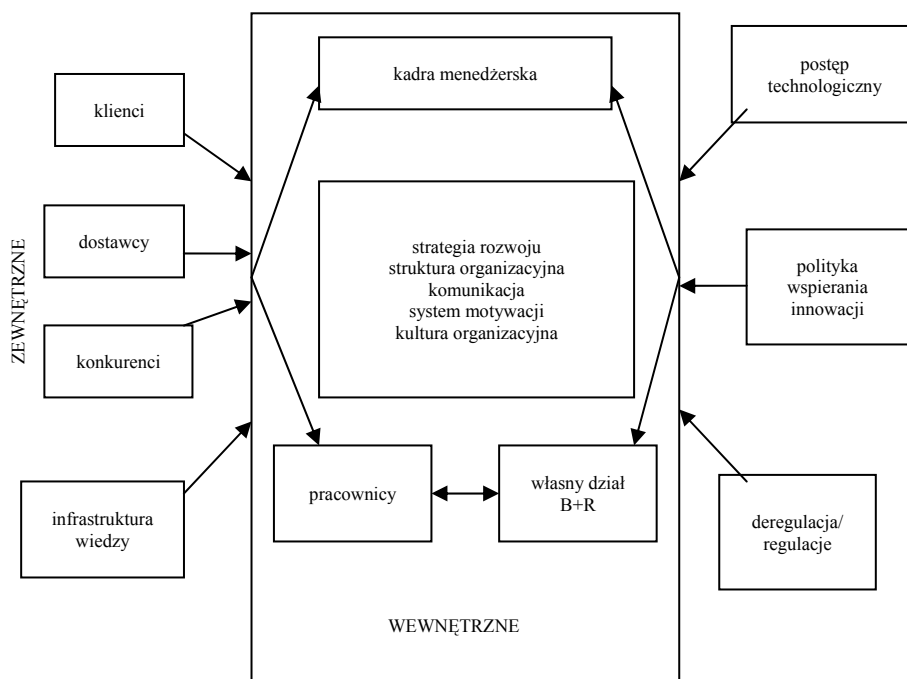 kadra menedżerska
postęp
technologiczny
klienci
strategia rozwoju
struktura organizacyjna
komunikacja
system motywacji
kultura organizacyjna
dostawcy
polityka
wspierania
innowacji
ZEWNĘTRZNE
konkurenci
pracownicy
własny dział
B+R
infrastruktura
wiedzy
deregulacja/
regulacje
WEWNĘTRZNE